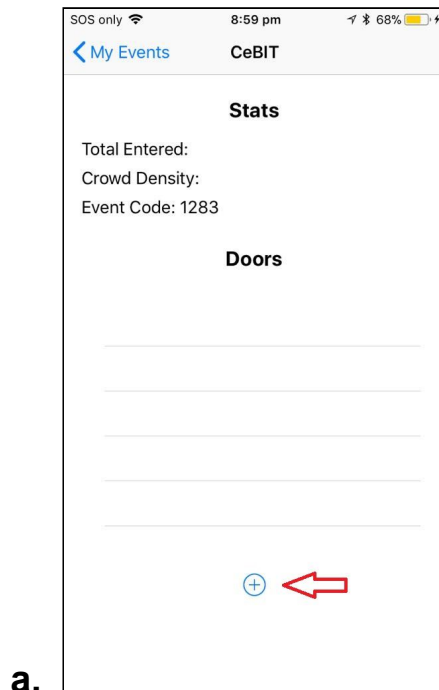 SOS only 8:59 pm 68%
My Events CeBIT
Stats
Total Entered:
Crowd Density:
Event Code: 1283
Doors
a.